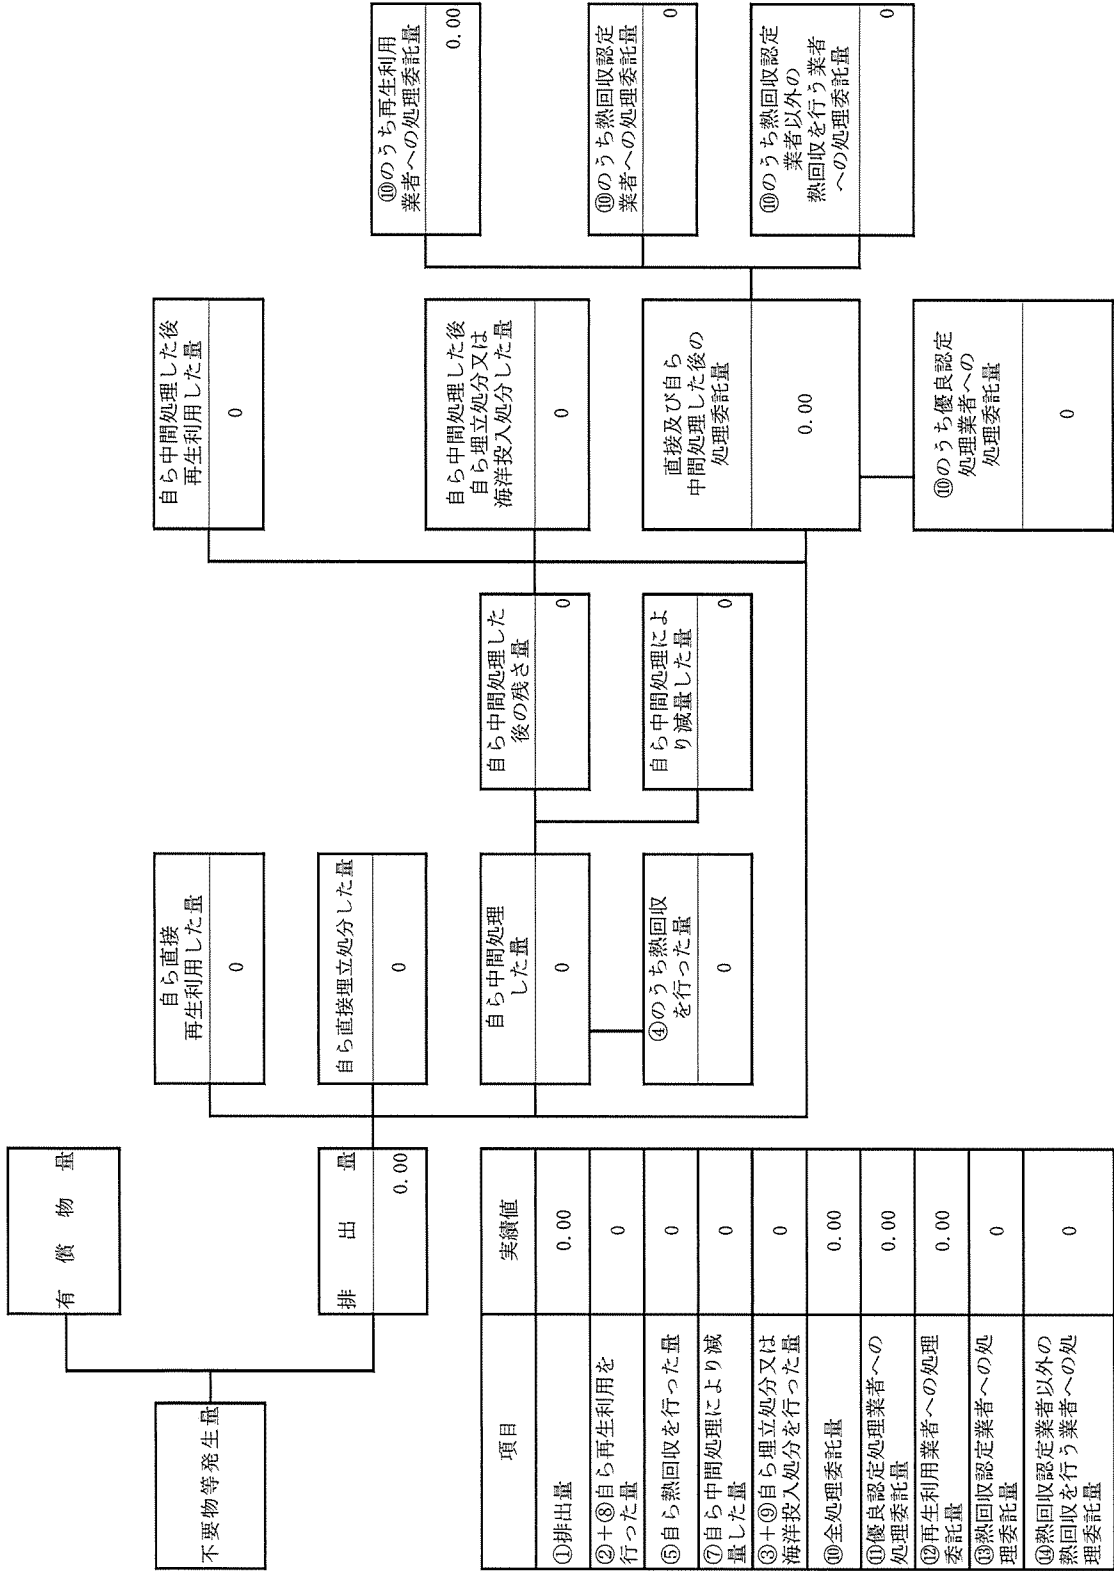 不要物等発生量
有償物量
排出量
0.00
自ら直接
再生利用した量
0
自ら直接埋立処分した量
0
自ら中間処理
した量
0
④のうち熱回収
を行った量
0
自ら中間処理した
後の残さ量
0
自ら中間処理によ
り減量した量
0
自ら中間処理した後
再生利用した量
0
自ら中間処理した後
自ら埋立処分又は
海洋投入処分した量
0
直接及び自ら
中間処理した後の
処理委託量
0.00
⑩のうち優良認定
処理業者への
処理委託量
0
⑩のうち再生利用
業者への処理委託量
0.00
⑩のうち熱回収認定
業者への処理委託量
0
⑩のうち熱回収認定
業者以外の
熱回収を行う業者
への処理委託量
0
項目
実績値
①排出量
0.00
②+⑧自ら再生利用を
行った量
0
⑤自ら熱回収を行った量
0
⑦自ら中間処理により減
量した量
0
③+⑨自ら埋立処分又は
海洋投入処分を行った量
0
⑩全処理委託量
0.00
⑪優良認定処理業者への
処理委託量
0.00
⑫再生利用業者への処理
委託量
0.00
⑬熱回収認定業者への処
理委託量
0
⑭熱回収認定業者以外の
熱回収を行う業者への処
理委託量
0